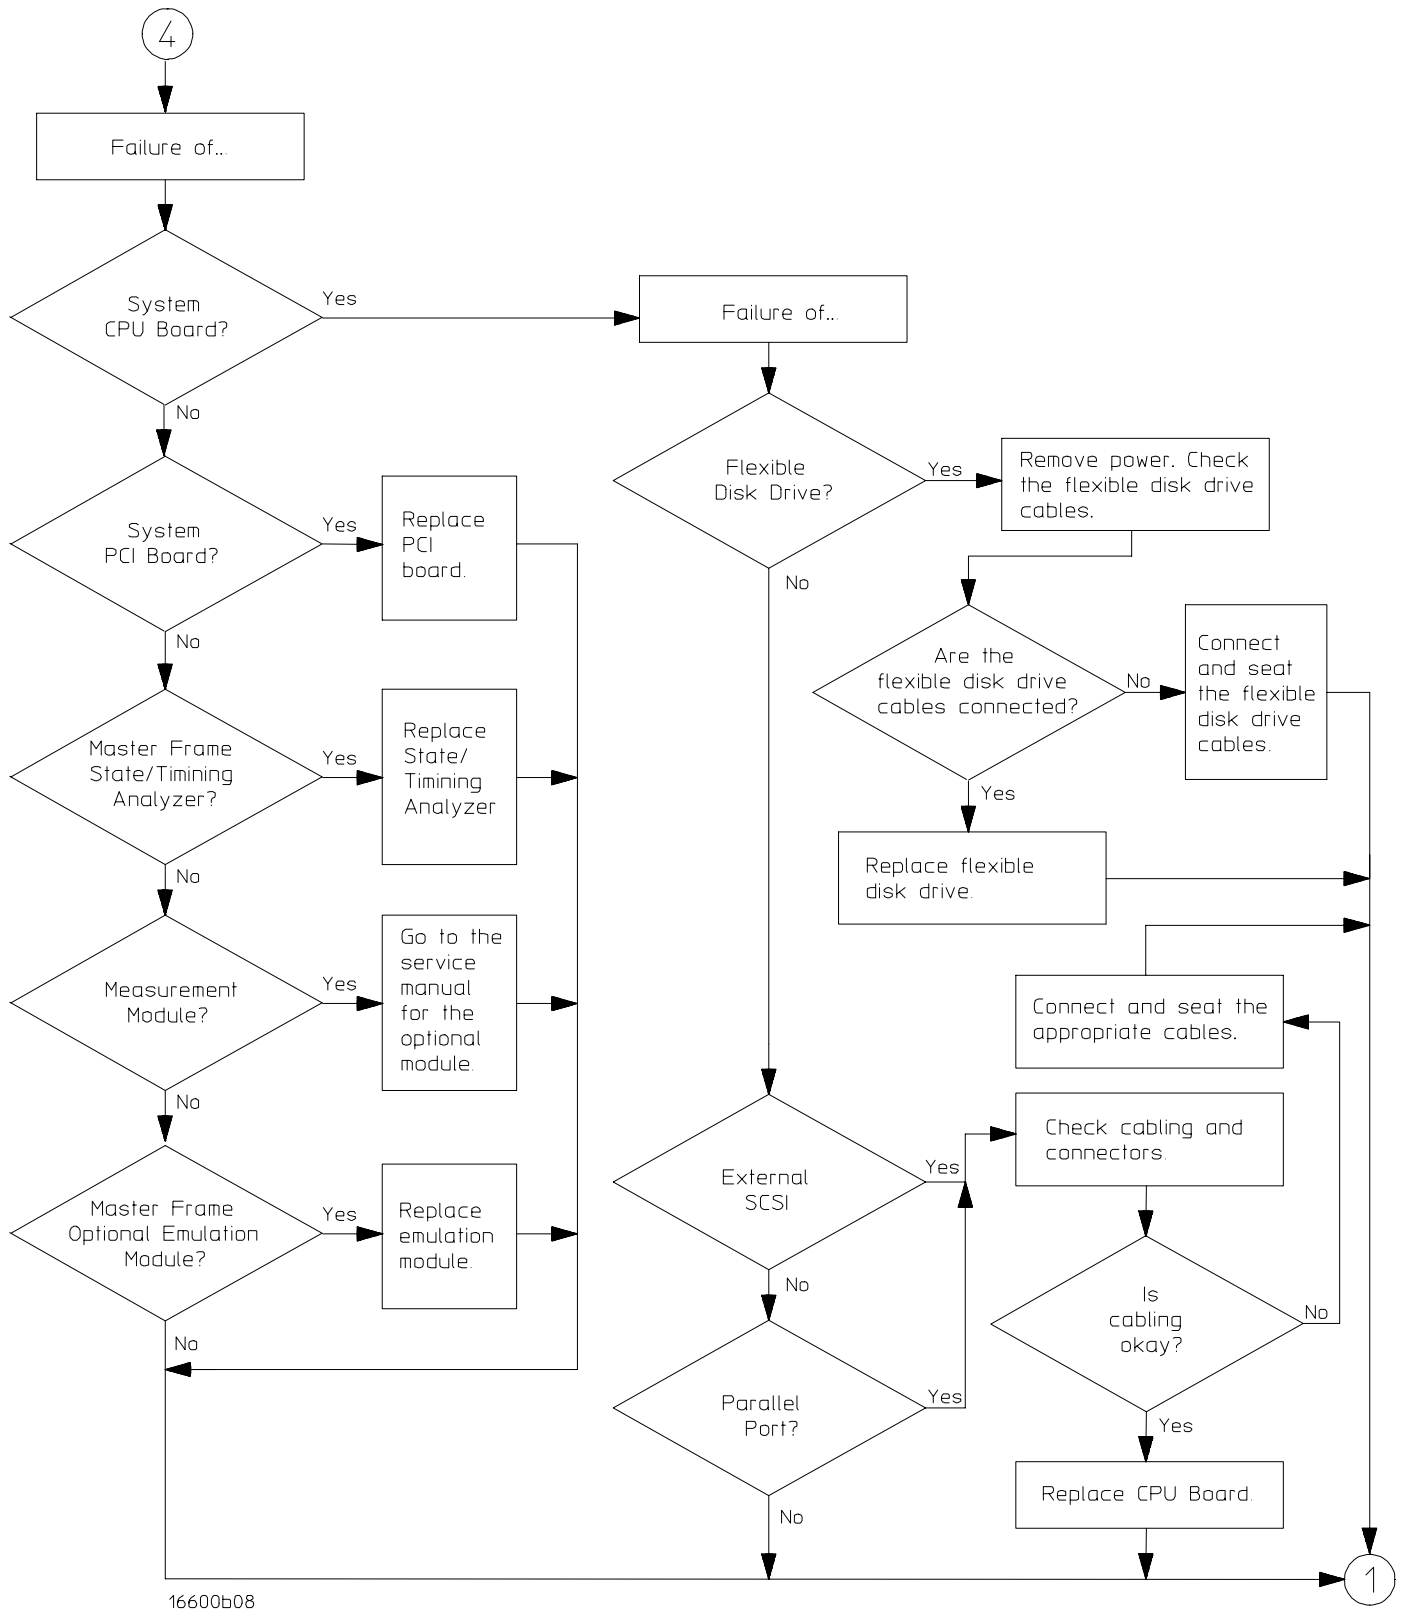 4
Failure of...
System
CPU Board?
Yes
No
System
PCI Board?
Yes
Replace
PCI
board.
No
Master Frame
State/Timining
Analyzer?
Yes
Replace
State/
Timining
Analyzer
No
Measurement
Module?
Yes
Go to the
service
manual
for the
optional
module.
No
Master Frame
Optional Emulation
Module?
Yes
Replace
emulation
module.
No
Failure of...
Flexible
Disk Drive?
Yes
Remove power. Check
the flexible disk drive
cables.
No
Are the
flexible disk drive
cables connected?
No
Connect
and seat
the flexible
disk drive
cables.
Yes
Replace flexible
disk drive.
Connect and seat the
appropriate cables.
External
SCSI
Yes
Check cabling and
connectors.
No
Is
cabling
okay?
No
Parallel
Port?
Yes
Yes
Replace CPU Board.
No
1
16600b08